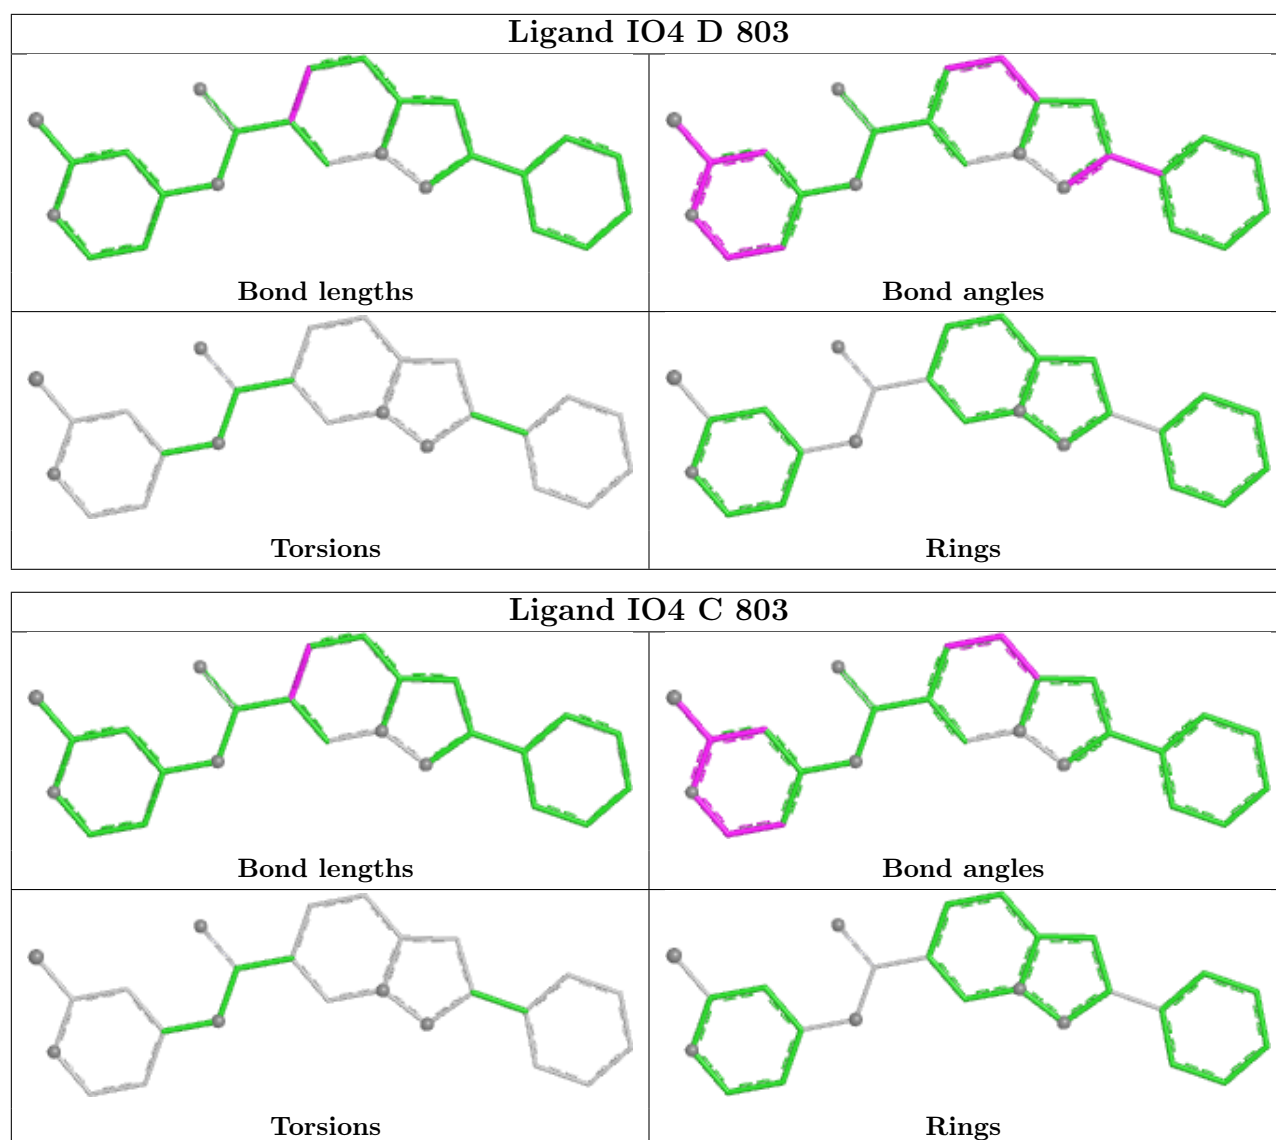 Ligand IO4 D 803
Bond lengths
Bond angles
Torsions
Rings
Ligand IO4 C 803
Bond lengths
Bond angles
Torsions
Rings